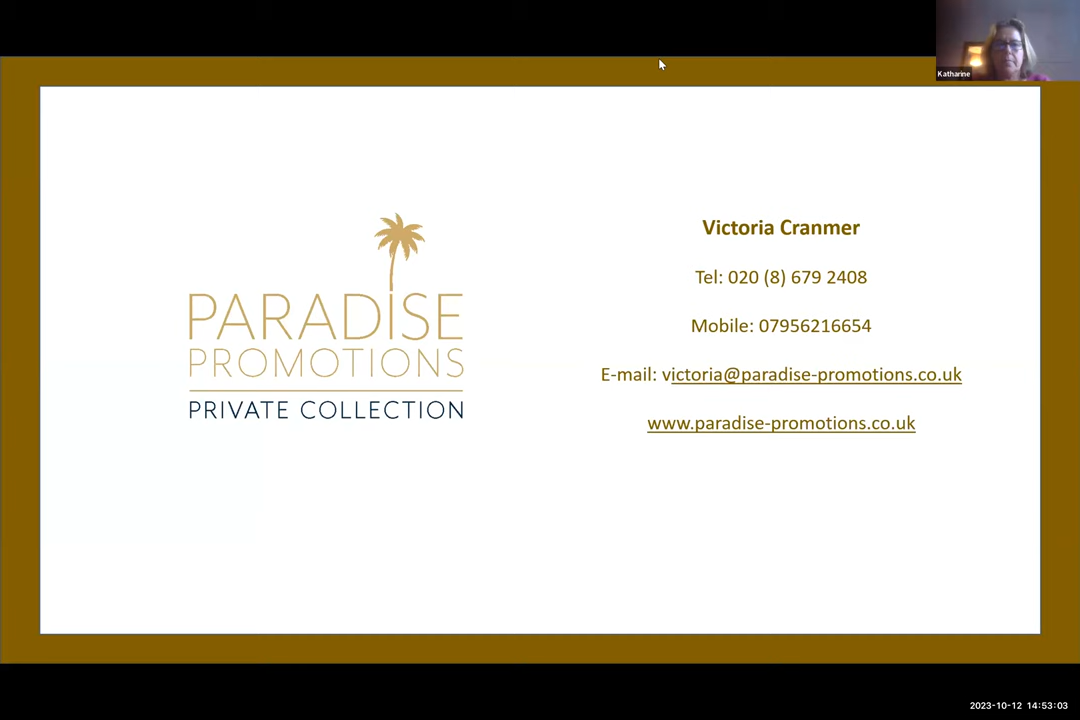 Katharine
PARADISE
PROMOTIONS
PRIVATE COLLECTION
Victoria Cranmer
Tel: 020 (8) 679 2408
Mobile: 07956216654
E-mail: victoria@paradise-promotions.co.uk
www.paradise-promotions.co.uk
2023-10-12 14:53:03